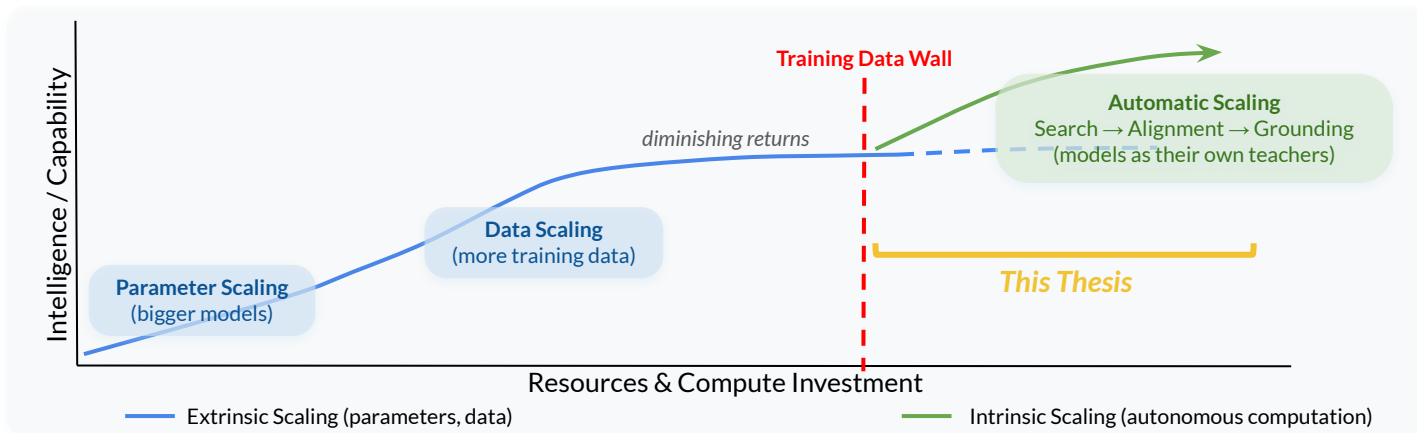 Training Data Wall
Intelligence / Capability
diminishing returns
Automatic Scaling
Search → Alignment → Grounding
(models as their own teachers)
Data Scaling
(more training data)
Parameter Scaling
(bigger models)
This Thesis
Resources & Compute Investment
Extrinsic Scaling (parameters, data)
Intrinsic Scaling (autonomous computation)